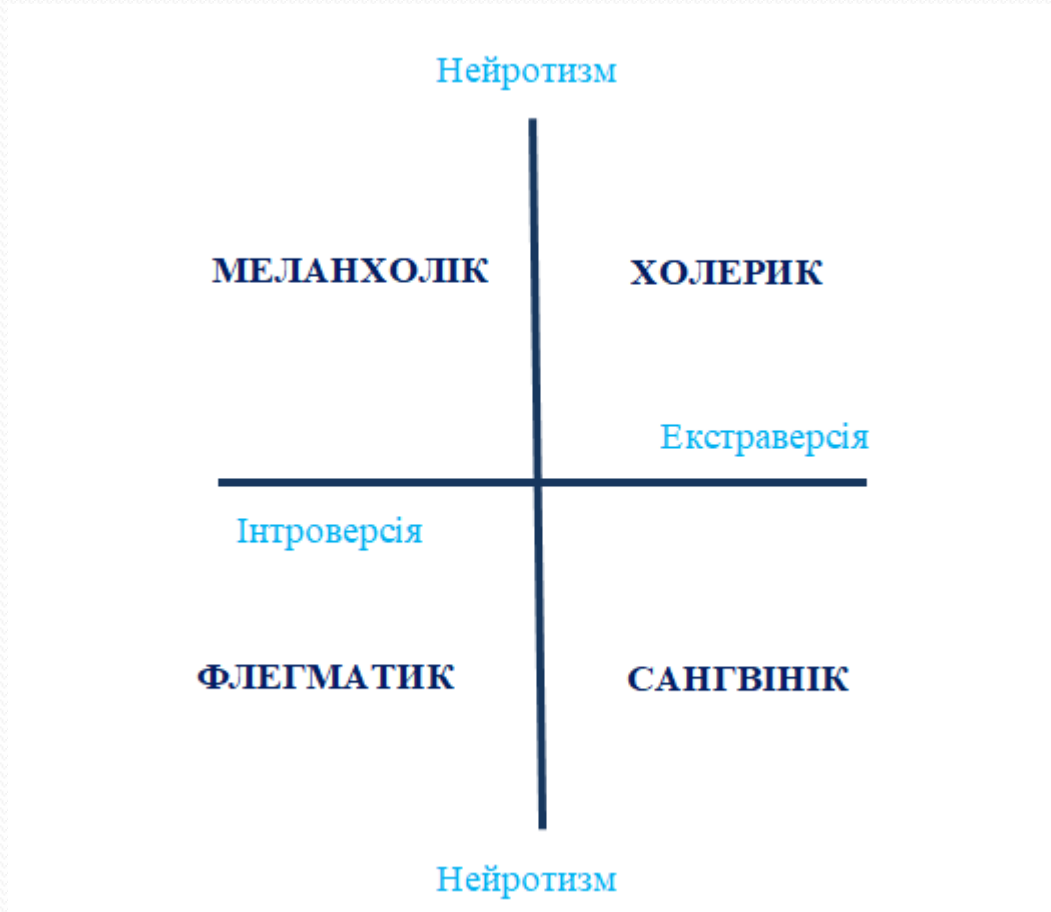 Нейротизм
МЕЛАНХОЛІК ХОЛЕРИК
Екстраверсія
Інтроверсія
ФЛЕГМАТИК САНГВІНІК
Нейротизм